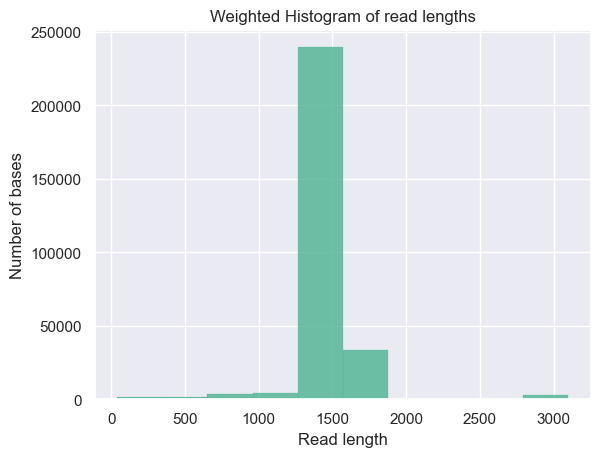 Weighted Histogram of read lengths
250000
200000
150000
100000
50000
0
Number of bases
0 500 1000 1500 2000 2500 3000
Read length